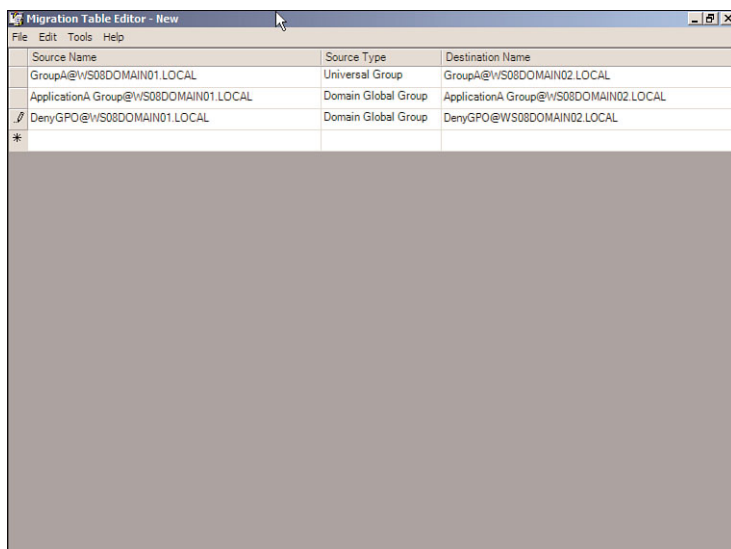 Migration Table Editor - New
File Edit Tools Help
Source Name Source Type Destination Name
GroupA@WS08DOMAIN01.LOCAL Universal Group GroupA@WS08DOMAIN02.LOCAL
ApplicationA Group@WS08DOMAIN01.LOCAL Domain Global Group ApplicationA Group@WS08DOMAIN02.LOCAL
DenyGPO@WS08DOMAIN01.LOCAL Domain Global Group DenyGPO@WS08DOMAIN02.LOCAL